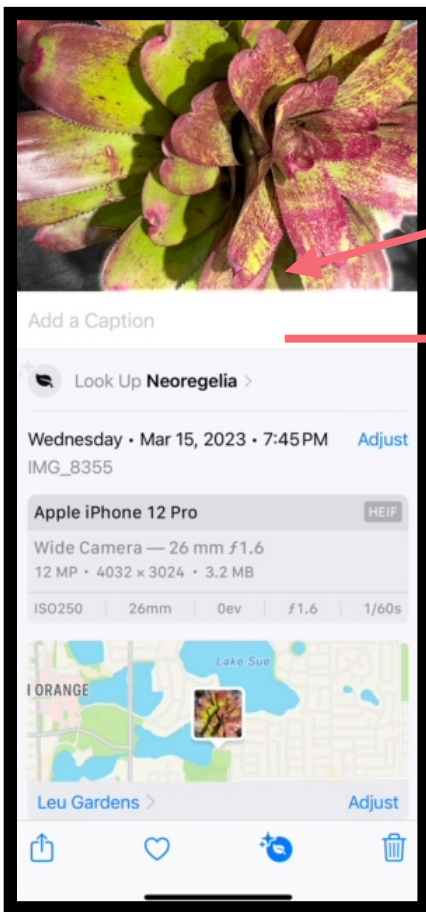 Add a Caption
Look Up Neoregelia >
Wednesday • Mar 15, 2023 • 7:45 PM Adjust
IMG_8355
Apple iPhone 12 Pro HEIF
Wide Camera — 26 mm ƒ1.6
12 MP • 4032 × 3024 • 3.2 MB
ISO250 26mm 0ev ƒ1.6 1/60s
Lake Sue
ORANGE
Leu Gardens > Adjust